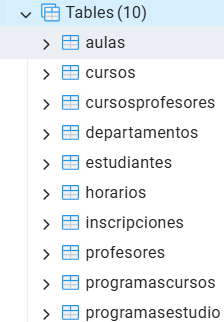 Tables (10)
aulas
cursos
cursosprofesores
departamentos
estudiantes
horarios
inscripciones
profesores
programascursos
programasestudio